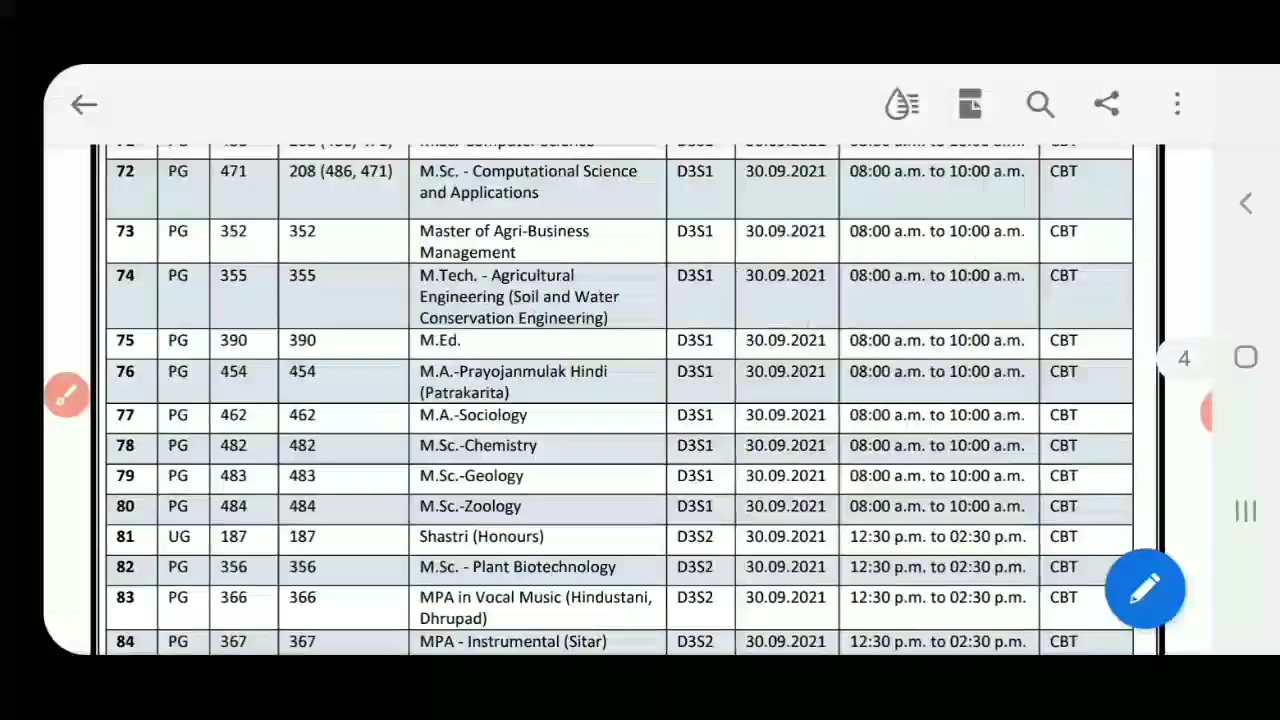 72 PG 471 208 (486, 471) M.Sc. - Computational Science D3S1 30.09.2021 08:00 a.m. to 10:00 a.m. CBT
and Applications
73 PG 352 352 Master of Agri-Business D3S1 30.09.2021 08:00 a.m. to 10:00 a.m. CBT
Management
74 PG 355 355 M.Tech. - Agricultural D3S1 30.09.2021 08:00 a.m. to 10:00 a.m. CBT
Engineering (Soil and Water
Conservation Engineering)
75 PG 390 390 M.Ed. D3S1 30.09.2021 08:00 a.m. to 10:00 a.m. CBT
4
76 PG 454 454 M.A.-Prayojanmulak Hindi D3S1 30.09.2021 08:00 a.m. to 10:00 a.m. CBT
(Patrakarita)
77 PG 462 462 M.A.-Sociology D3S1 30.09.2021 08:00 a.m. to 10:00 a.m. CBT
78 PG 482 482 M.Sc.-Chemistry D3S1 30.09.2021 08:00 a.m. to 10:00 a.m. CBT
79 PG 483 483 M.Sc.-Geology D3S1 30.09.2021 08:00 a.m. to 10:00 a.m. CBT
80 PG 484 484 M.Sc.-Zoology D3S1 30.09.2021 08:00 a.m. to 10:00 a.m. CBT
81 UG 187 187 Shastri (Honours) D3S2 30.09.2021 12:30 p.m. to 02:30 p.m. CBT
82 PG 356 356 M.Sc. - Plant Biotechnology D3S2 30.09.2021 12:30 p.m. to 02:30 p.m. CBT
83 PG 366 366 MPA in Vocal Music (Hindustani, D3S2 30.09.2021 12:30 p.m. to 02:30 p.m. CBT
Dhrupad)
84 PG 367 367 MPA - Instrumental (Sitar) D3S2 30.09.2021 12:30 p.m. to 02:30 p.m. CBT